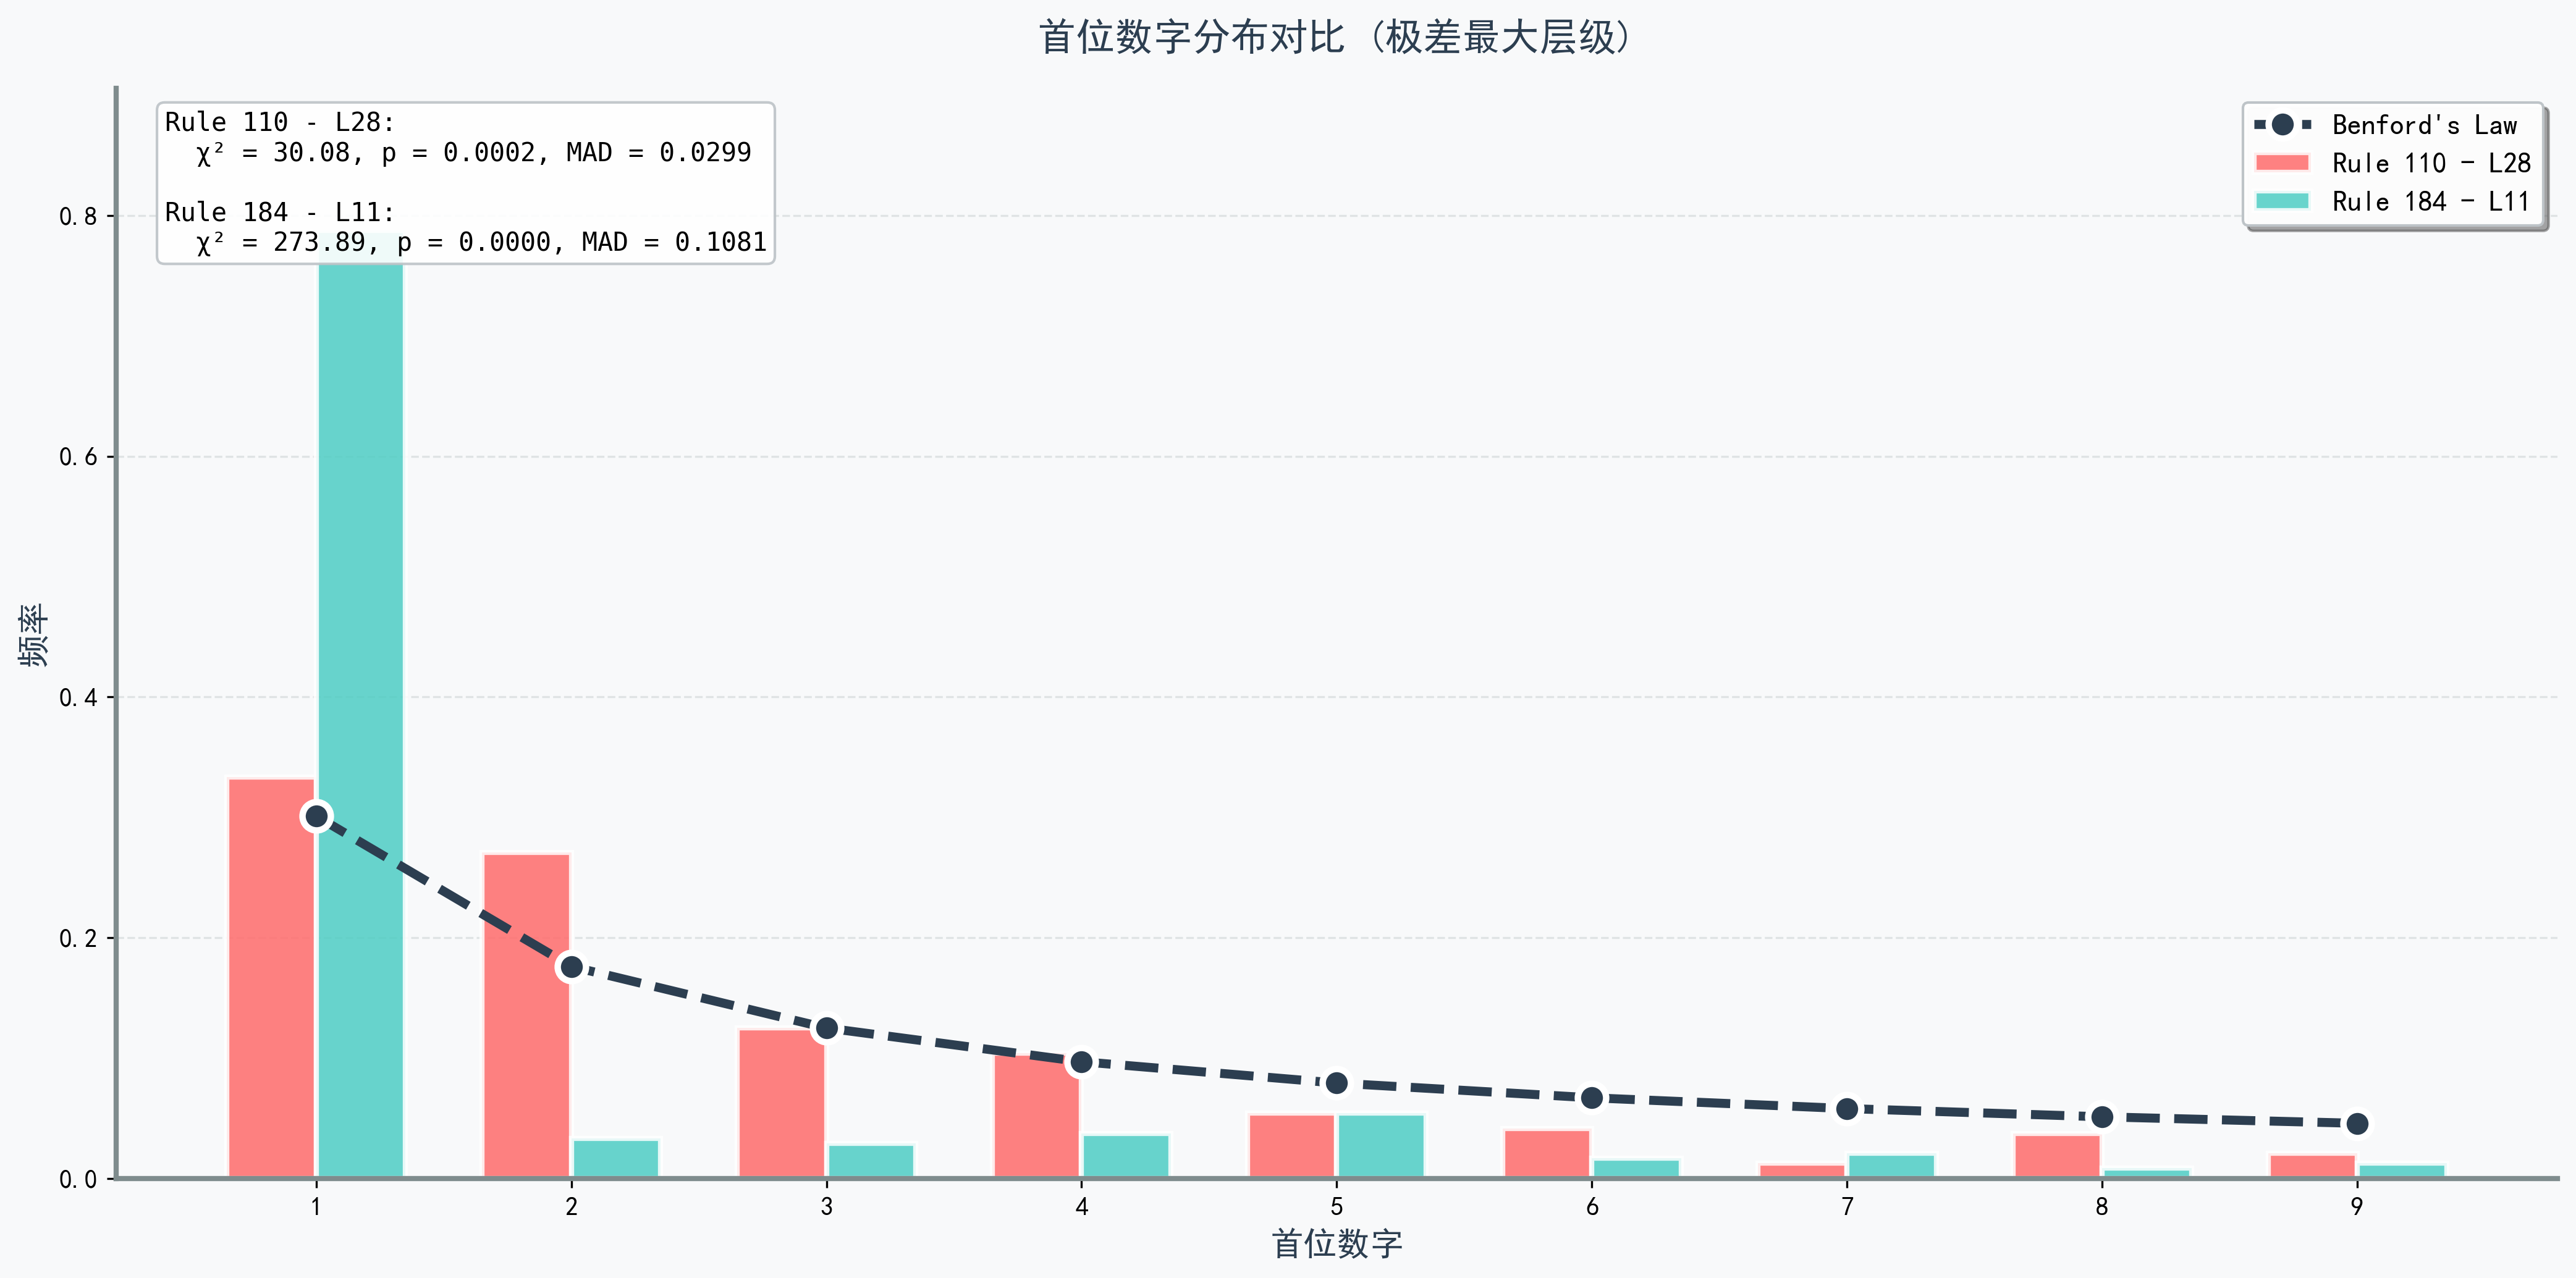 首位数字分布对比 (极差最大层级)
Rule 110 - L28:
χ² = 30.08, p = 0.0002, MAD = 0.0299
Rule 184 - L11:
χ² = 273.89, p = 0.0000, MAD = 0.1081
Benford's Law
Rule 110 - L28
Rule 184 - L11
频率
0.8
0.6
0.4
0.2
0.0
1 2 3 4 5 6 7 8 9
首位数字